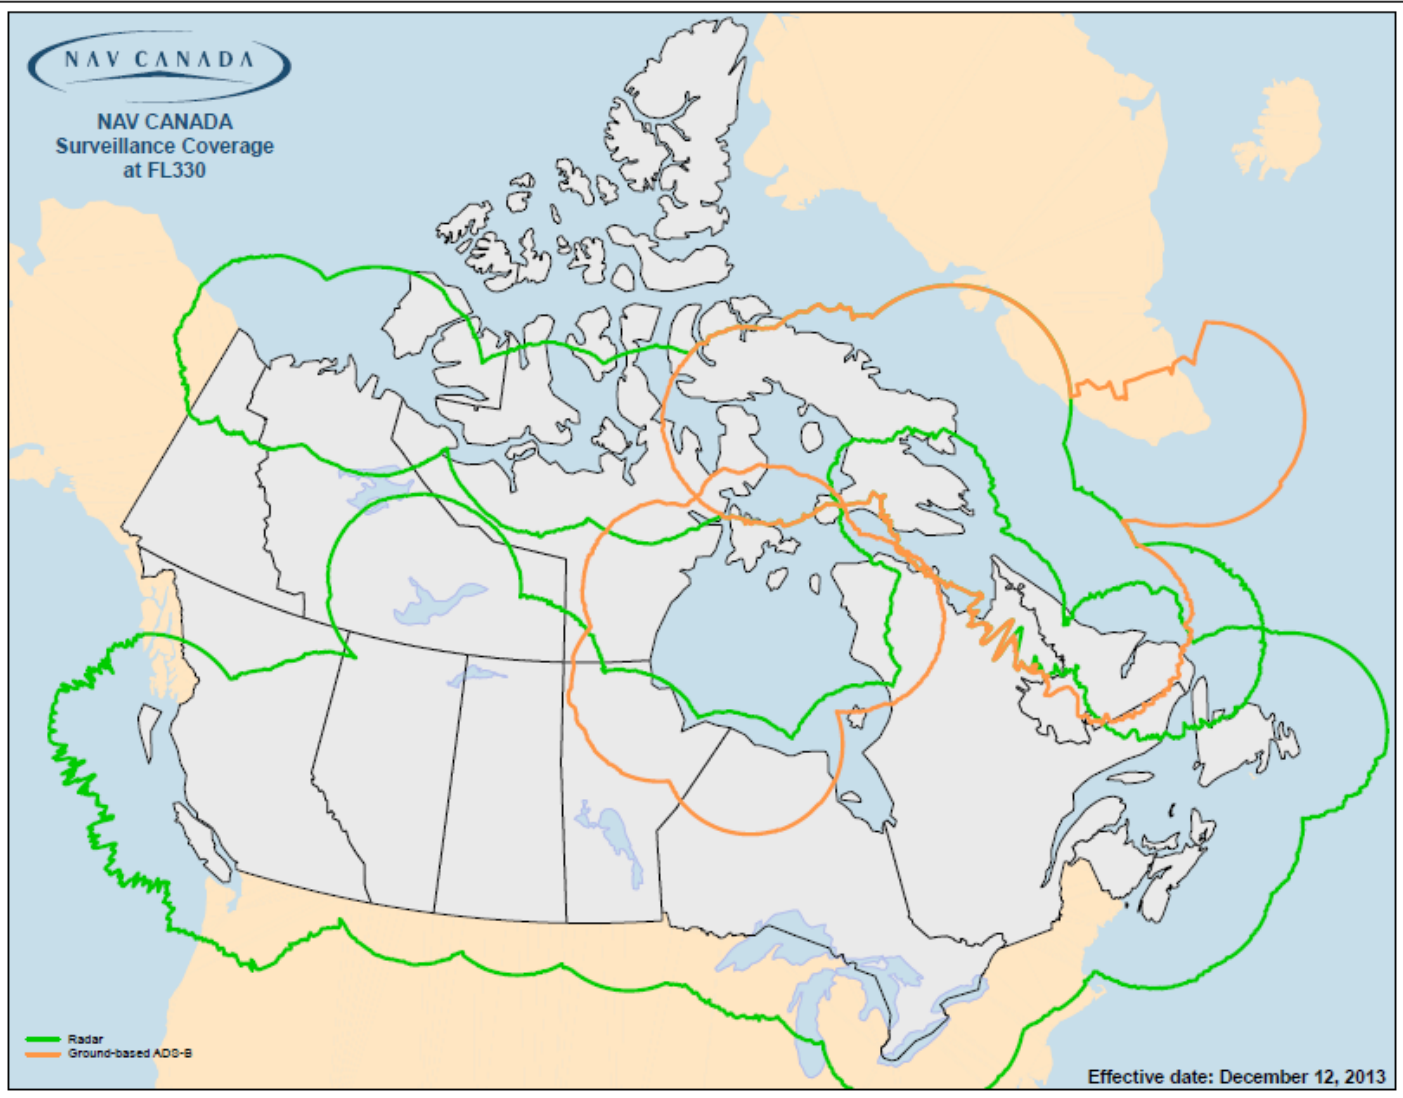 NAV CANADA
NAV CANADA
Surveillance Coverage
at FL330
Radar
Ground-based ADS-B
Effective date: December 12, 2013